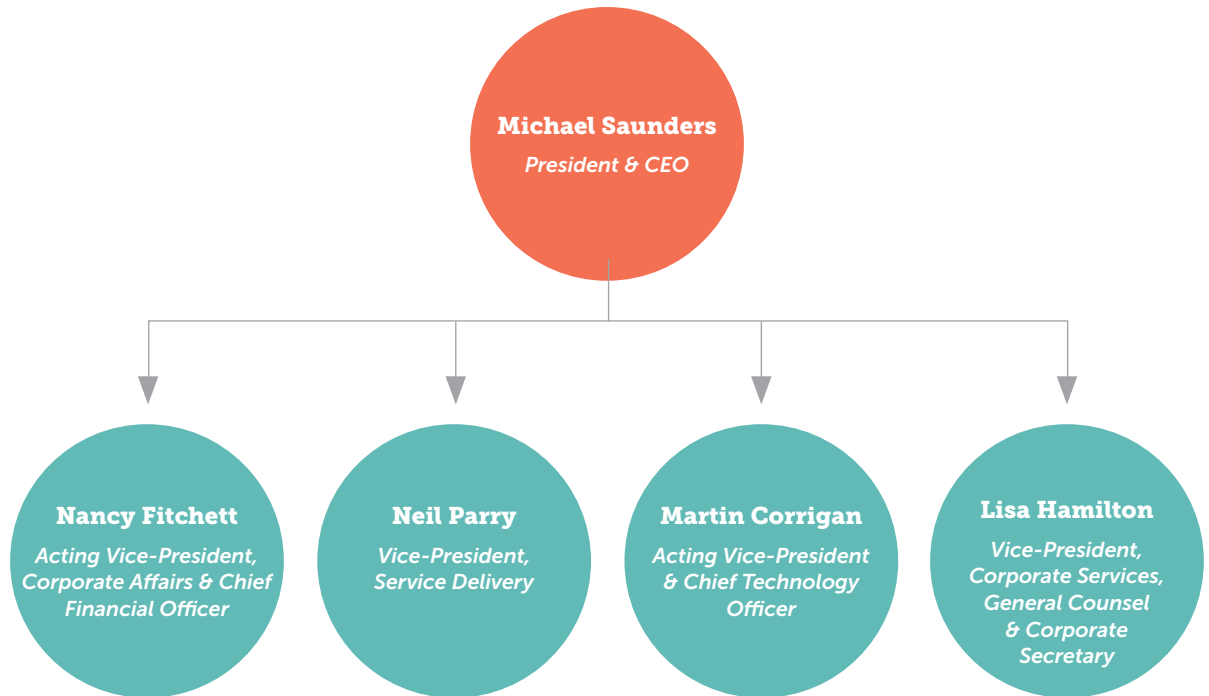 Michael Saunders
President & CEO
Nancy Fitchett
Acting Vice-President,
Corporate Affairs & Chief
Financial Officer
Neil Parry
Vice-President,
Service Delivery
Martin Corrigan
Acting Vice-President
& Chief Technology
Officer
Lisa Hamilton
Vice-President,
Corporate Services,
General Counsel
& Corporate
Secretary